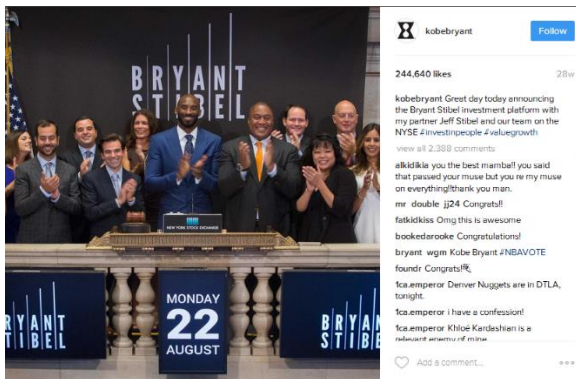 BRYANT
STIBEL
NEW YORK STOCK EXCHANGE
RYANT
STIBEL
MONDAY
22
AUGUST
BRYAN
STIBE
kobebryant
Follow
244,640 likes
28w
kobebryant Great day today announcing
the Bryant Stibel investment platform with
my partner Jeff Stibel and our team on the
NYSE #investinpeople #valuegrowth
view all 2,388 comments
alkidikia you the best mamba!! you said
that passed your muse but you re my muse
on everything!!thank you man.
mr_double_jj24 Congrats!!
fatkidkiss Omg this is awesome
bookedarooke Congratulations!
bryant_wgm Kobe Bryant #NBAVOTE
foundr Congrats!
1ca.emperor Denver Nuggets are in DTLA,
tonight.
1ca.emperor i have a confession!
1ca.emperor Khloé Kardashian is a
relevant enemy of mine
Add a comment...